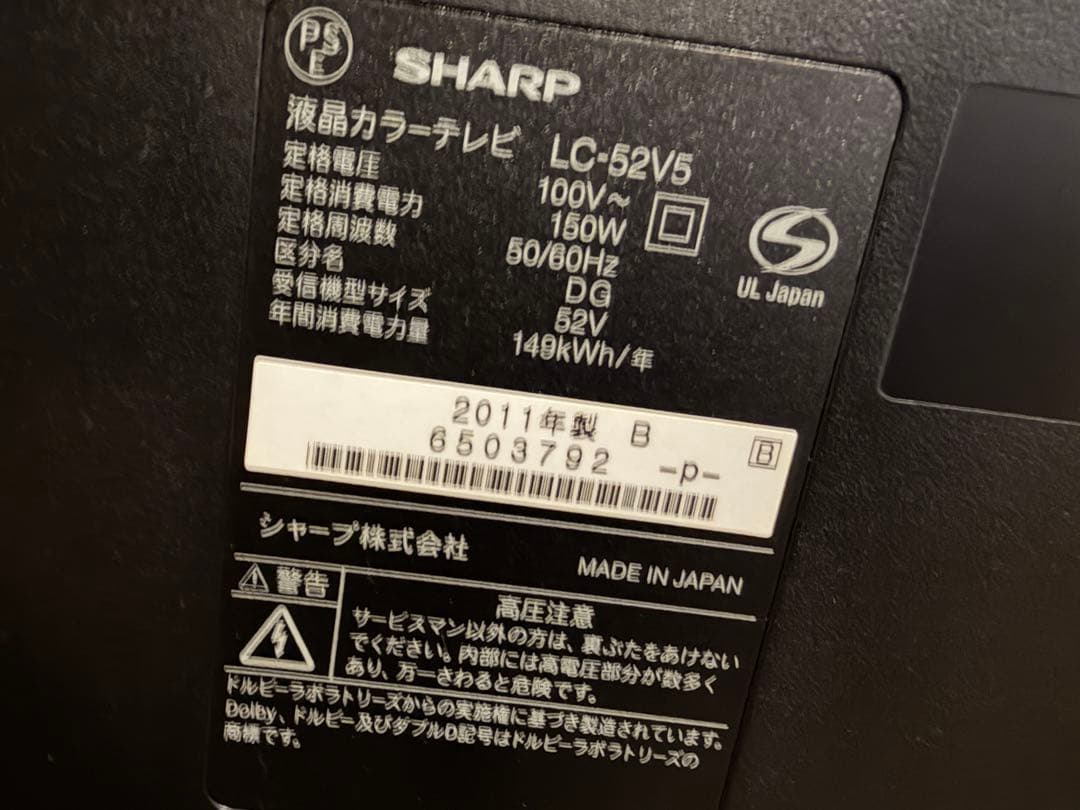 PS
E
SHARP
液晶カラーテレビ LC-52V5
定格電圧 100V～
定格消費電力 150W
定格周波数 50/60Hz
区分名 DG
受信機型サイズ 52V
年間消費電力量 149kWh/年
UL Japan
2011年製 B
6503792 -p- B
シャープ株式会社
MADE IN JAPAN
警告
高圧注意
サービスマン以外の方は、裏ぶたをあけない
でください。内部には高電圧部分が数多く
あり、万一さわると危険です。
ドルビーラボラトリーズからの実施権に基づき製造されています。
Dolby、ドルビー及びダブルD記号はドルビーラボラトリーズの
商標です。